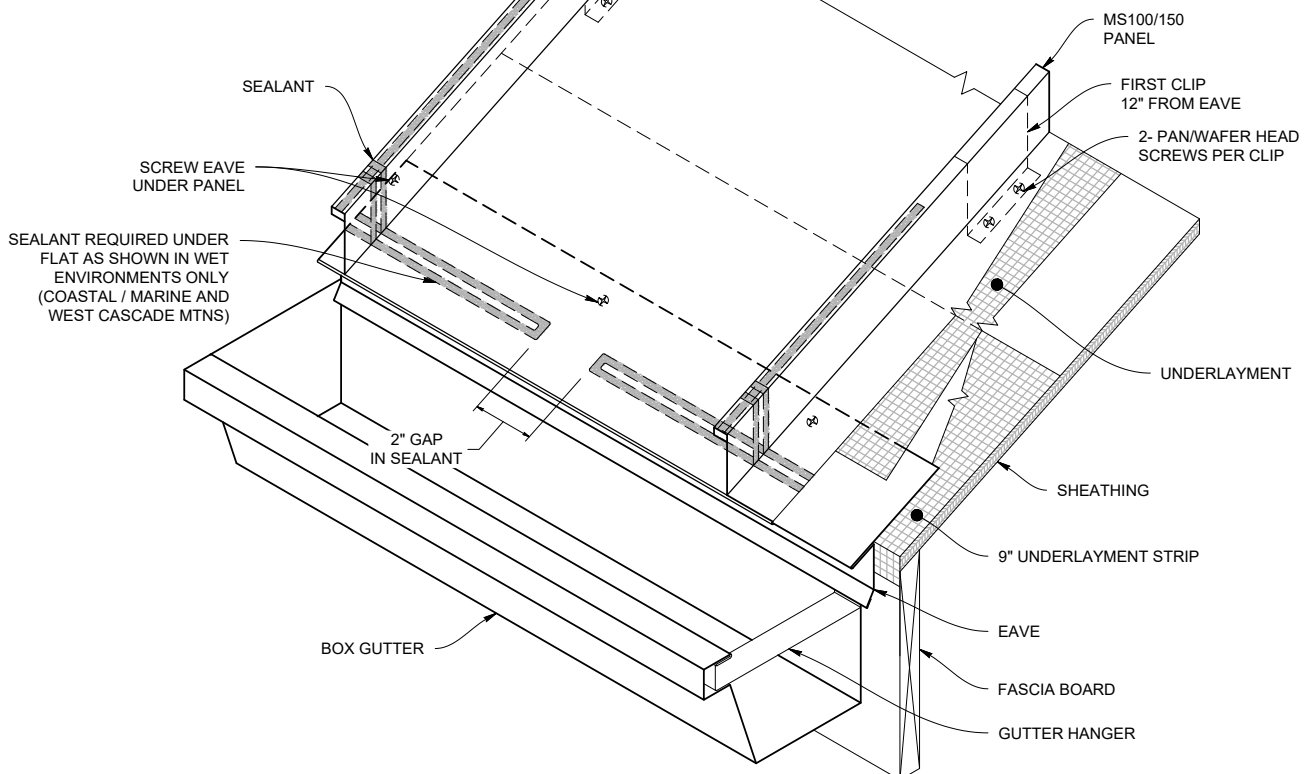 MS100/150
PANEL
SEALANT
FIRST CLIP
12" FROM EAVE
2- PAN/WAFER HEAD
SCREWS PER CLIP
SCREW EAVE
UNDER PANEL
SEALANT REQUIRED UNDER
FLAT AS SHOWN IN WET
ENVIRONMENTS ONLY
(COASTAL / MARINE AND
WEST CASCADE MTNS)
UNDERLAYMENT
2" GAP
IN SEALANT
SHEATHING
9" UNDERLAYMENT STRIP
EAVE
BOX GUTTER
FASCIA BOARD
GUTTER HANGER